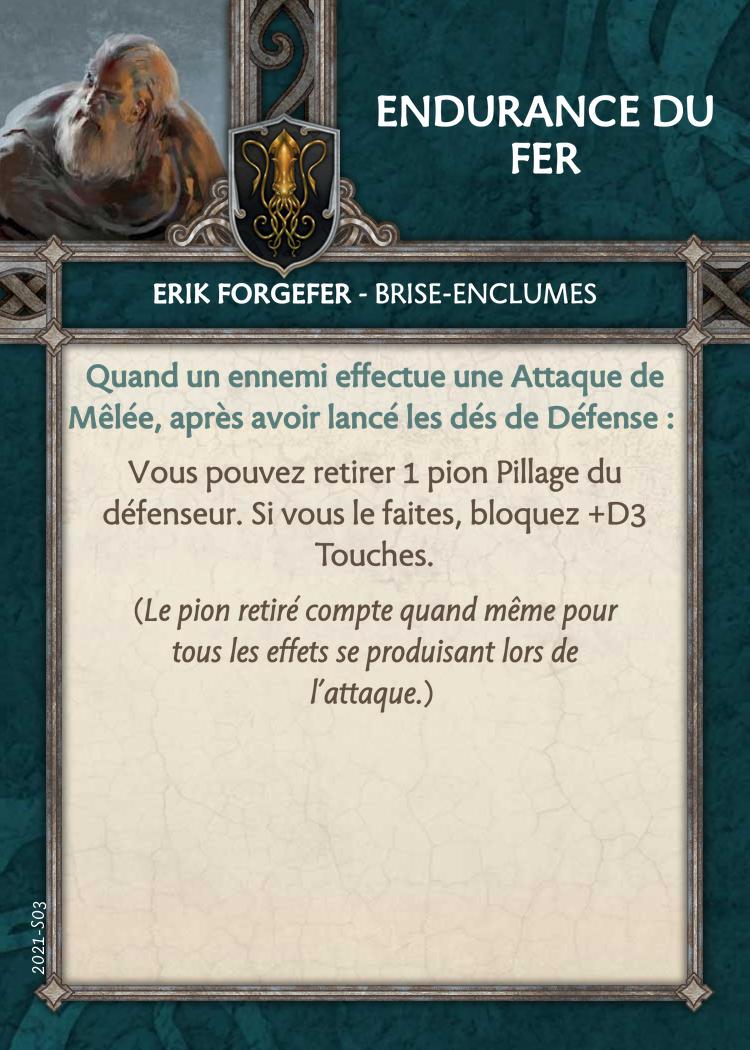 ENDURANCE DU
FER
ERIK FORGEFER - BRISE-ENCLUMES
Quand un ennemi effectue une Attaque de
Mêlée, après avoir lancé les dés de Défense :
Vous pouvez retirer 1 pion Pillage du
défenseur. Si vous le faites, bloquez +D3
Touches.
(Le pion retiré compte quand même pour
tous les effets se produisant lors de
l'attaque.)
2021-S03